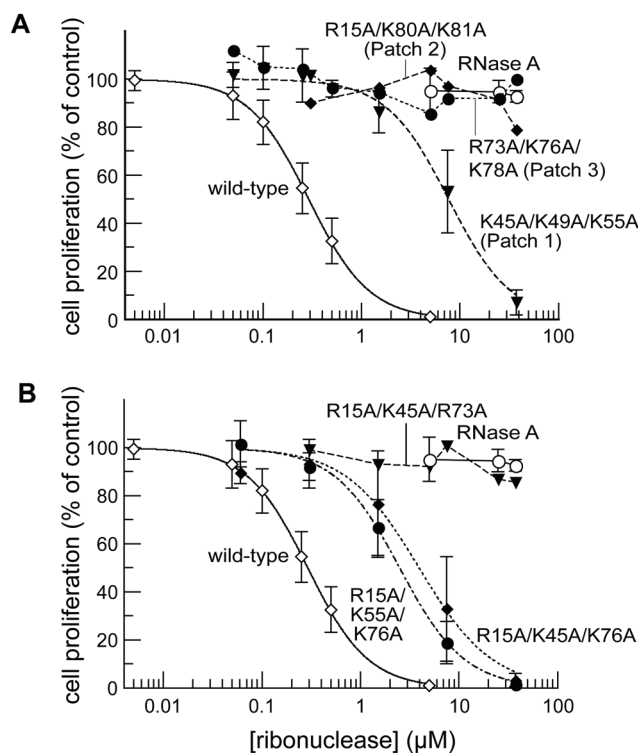 A
R15A/K80A/K81A
(Patch 2)
RNase A
cell proliferation (% of control)
100
80
60
40
20
0
wild-type
R73A/K76A/
K78A (Patch 3)
K45A/K49A/K55A
(Patch 1)
0.01
0.1
1
10
100
B
R15A/K45A/R73A
RNase A
cell proliferation (% of control)
100
80
60
40
20
0
wild-type
R15A/
K55A/
K76A
R15A/K45A/K76A
0.01
0.1
1
10
100
[ribonuclease] (μM)